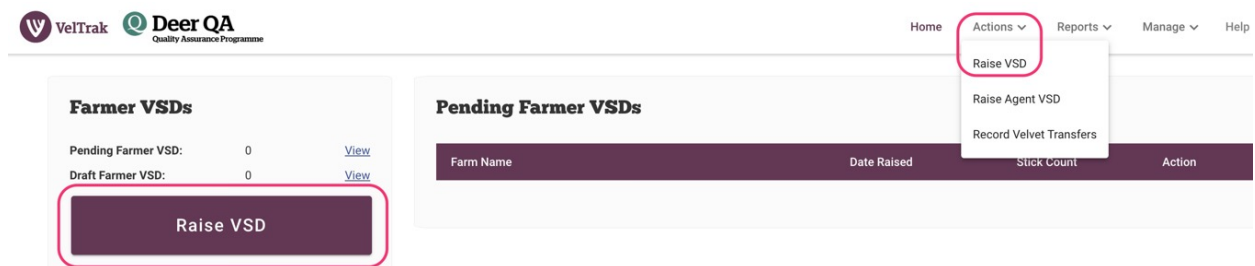 VelTrak Deer QA
Quality Assurance Programme
Home Actions Reports Manage Help
Raise VSD
Raise Agent VSD
Record Velvet Transfers
Farmer VSDs
Pending Farmer VSD: 0 View
Draft Farmer VSD: 0 View
Raise VSD
Pending Farmer VSDs
Farm Name Date Raised Stick Count Action